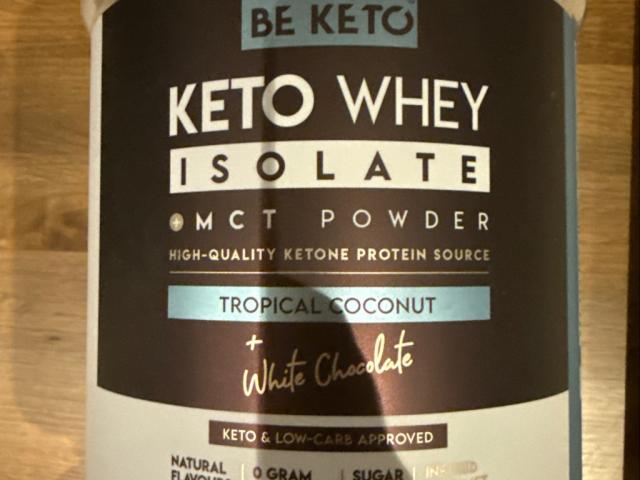 BE KETO
KETO WHEY
ISOLATE
+ MCT POWDER
HIGH-QUALITY KETONE PROTEIN SOURCE
TROPICAL COCONUT
+
White Chocolate
KETO & LOW-CARB APPROVED
NATURAL 0 GRAM SUGAR
FLAVOURS